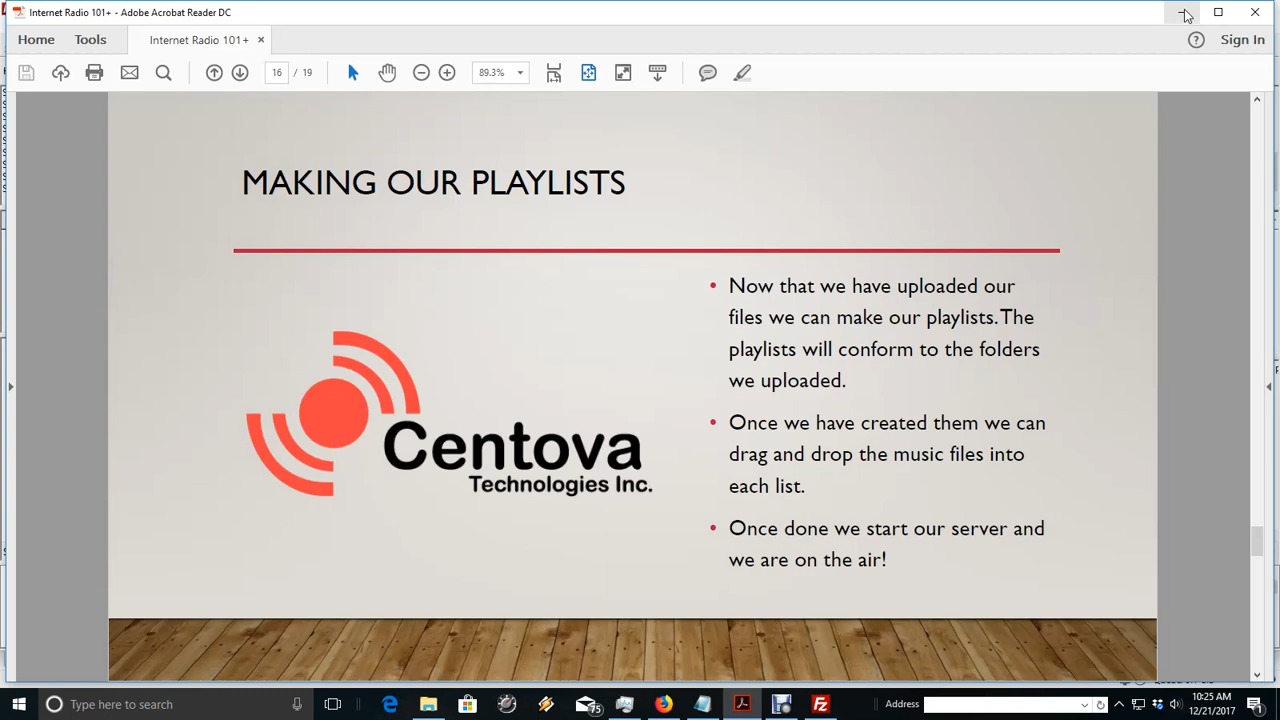 Internet Radio 101+ - Adobe Acrobat Reader DC
Home Tools Internet Radio 101+ × ? Sign In
16 / 19 89.3%
MAKING OUR PLAYLISTS
• Now that we have uploaded our
files we can make our playlists. The
playlists will conform to the folders
we uploaded.
• Once we have created them we can
drag and drop the music files into
each list.
• Once done we start our server and
we are on the air!
Centova
Technologies Inc.
Type here to search
75
Address
10:25 AM
12/21/2017